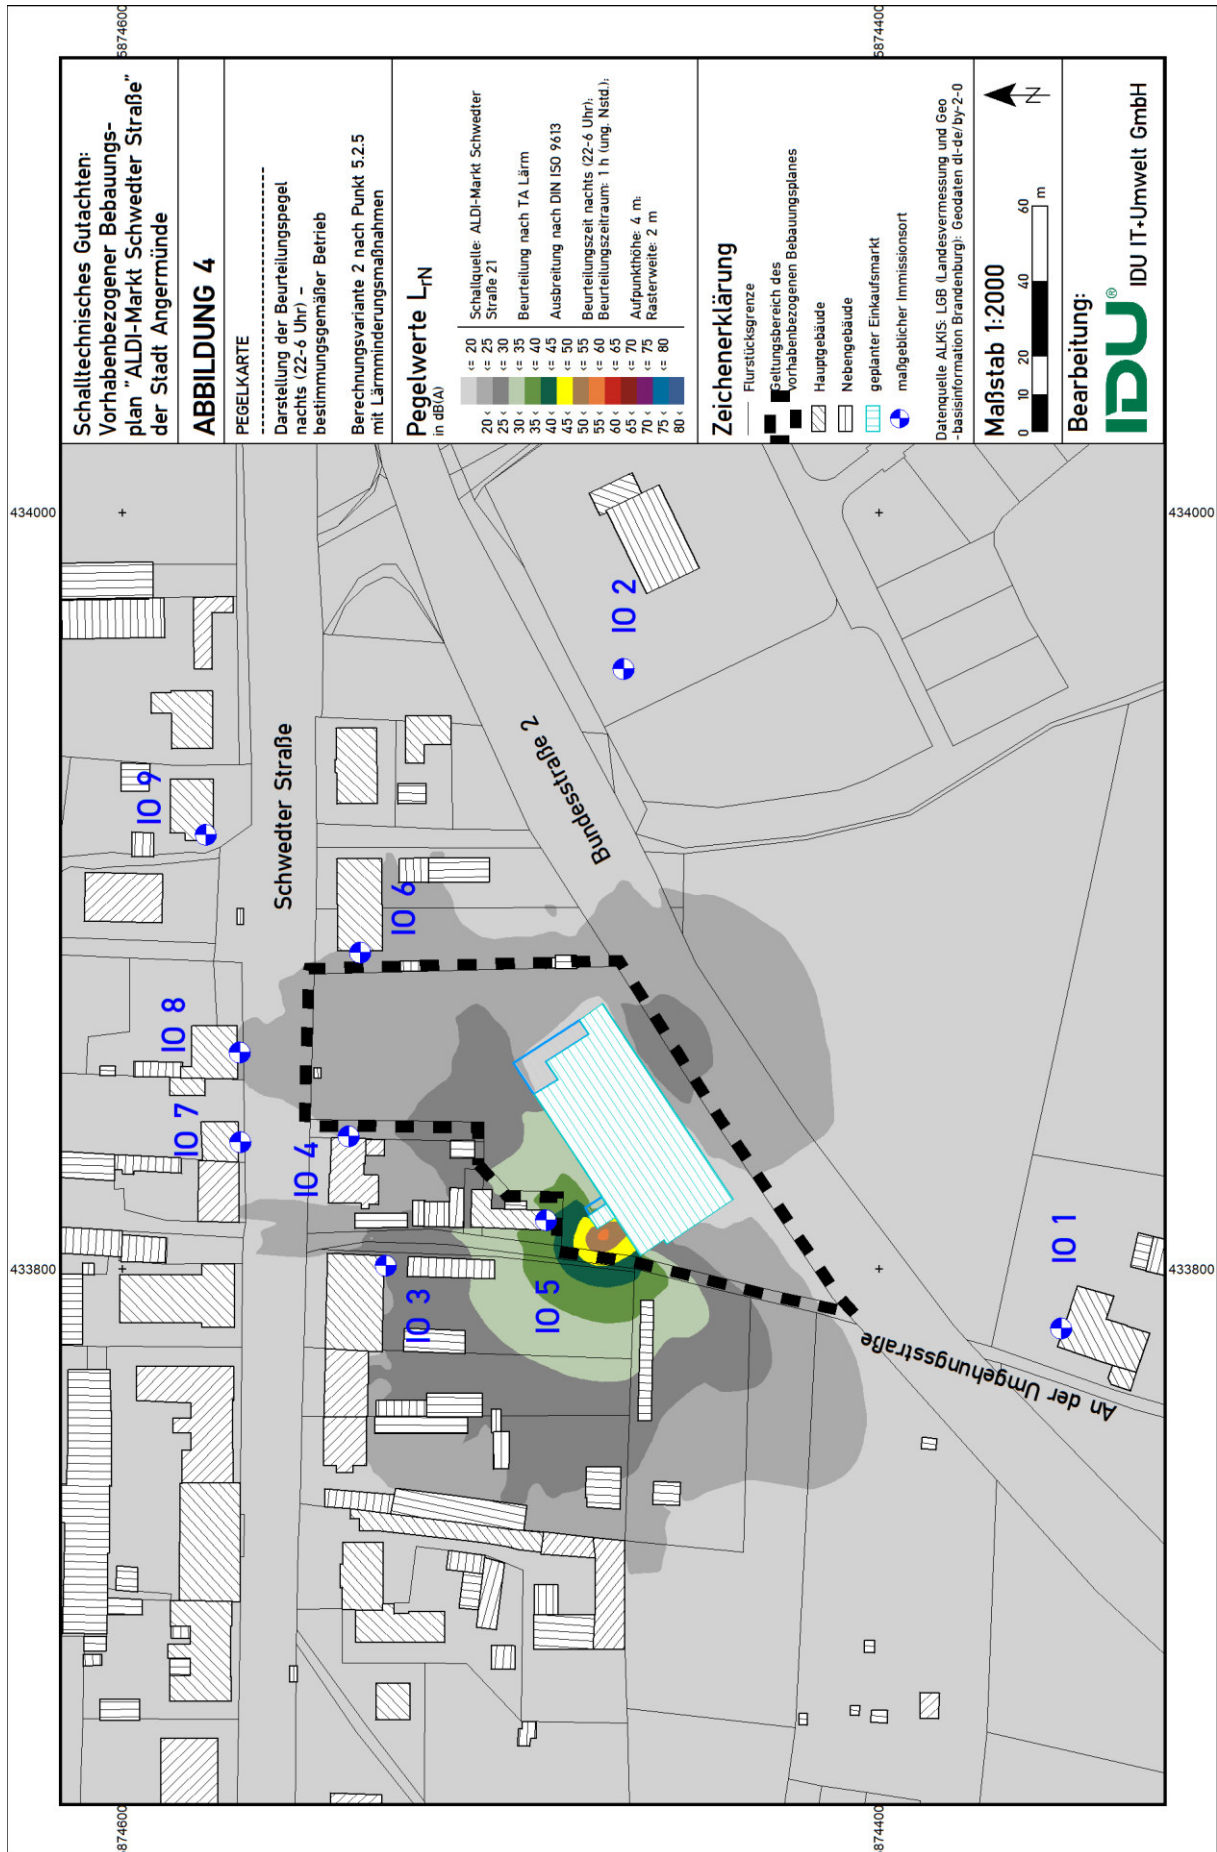 Schalltechnisches Gutachten:
Vorhabenbezogener Bebauungs-
plan "ALDI-Markt Schwedter Straße"
der Stadt Angermünde
ABBILDUNG 4
PEGELKARTE
Darstellung der Beurteilungspegel
nachts (22-6 Uhr) –
bestimmungsgemäßer Betrieb
Berechnungsvariante 2 nach Punkt 5.2.5
mit Lärmminderungsmaßnahmen
Pegelwerte LrN
in dB(A)
<= 20
20 < <= 25
25 < <= 30
30 < <= 35
35 < <= 40
40 < <= 45
45 < <= 50
50 < <= 55
55 < <= 60
60 < <= 65
65 < <= 70
70 < <= 75
75 < <= 80
80 <
Schallquelle: ALDI-Markt Schwedter
Straße 21
Beurteilung nach TA Lärm
Ausbreitung nach DIN ISO 9613
Beurteilungszeit nachts (22-6 Uhr);
Beurteilungszeitraum: 1 h (ung. Nstd.);
Aufpunkthöhe: 4 m;
Rasterweite: 2 m
Zeichenerklärung
Flurstücksgrenze
Geltungsbereich des
vorhabenbezogenen Bebauungsplanes
Hauptgebäude
Nebengebäude
geplanter Einkaufsmarkt
maßgeblicher Immissionsort
Datenquelle ALKIS: LGB (Landesvermessung und Geo
-basisinformation Brandenburg): Geodaten dl-de/by-2-0
Maßstab 1:2000
N
0 10 20 40 60
m
Bearbeitung:
IDU® IDU IT+Umwelt GmbH
5874600
5874400
434000
434000
433800
433800
5874600
5874400
IO 9
IO 8
IO 7
IO 6
IO 4
IO 3
IO 5
IO 2
IO 1
Schwedter Straße
Bundesstraße 2
An der Umgehungsstraße